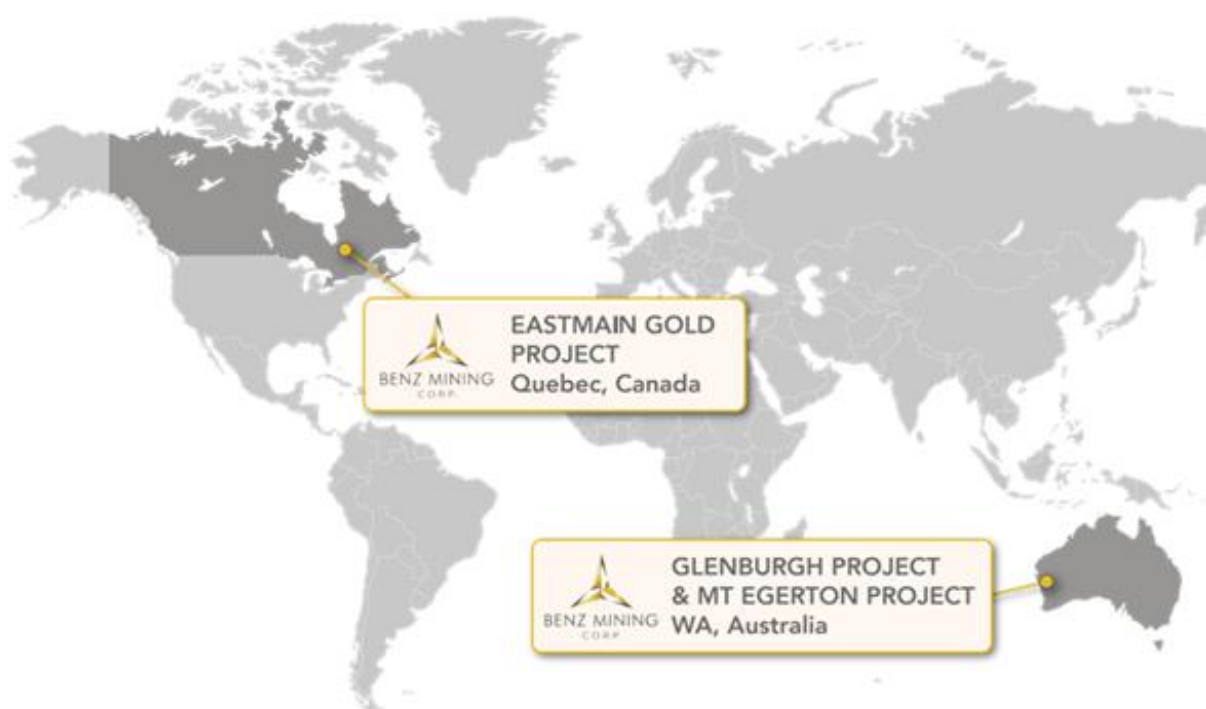 BENZ MINING
CORP.
EASTMAIN GOLD
PROJECT
Quebec, Canada
BENZ MINING
CORP
GLENBURGH PROJECT
& MT EGERTON PROJECT
WA, Australia